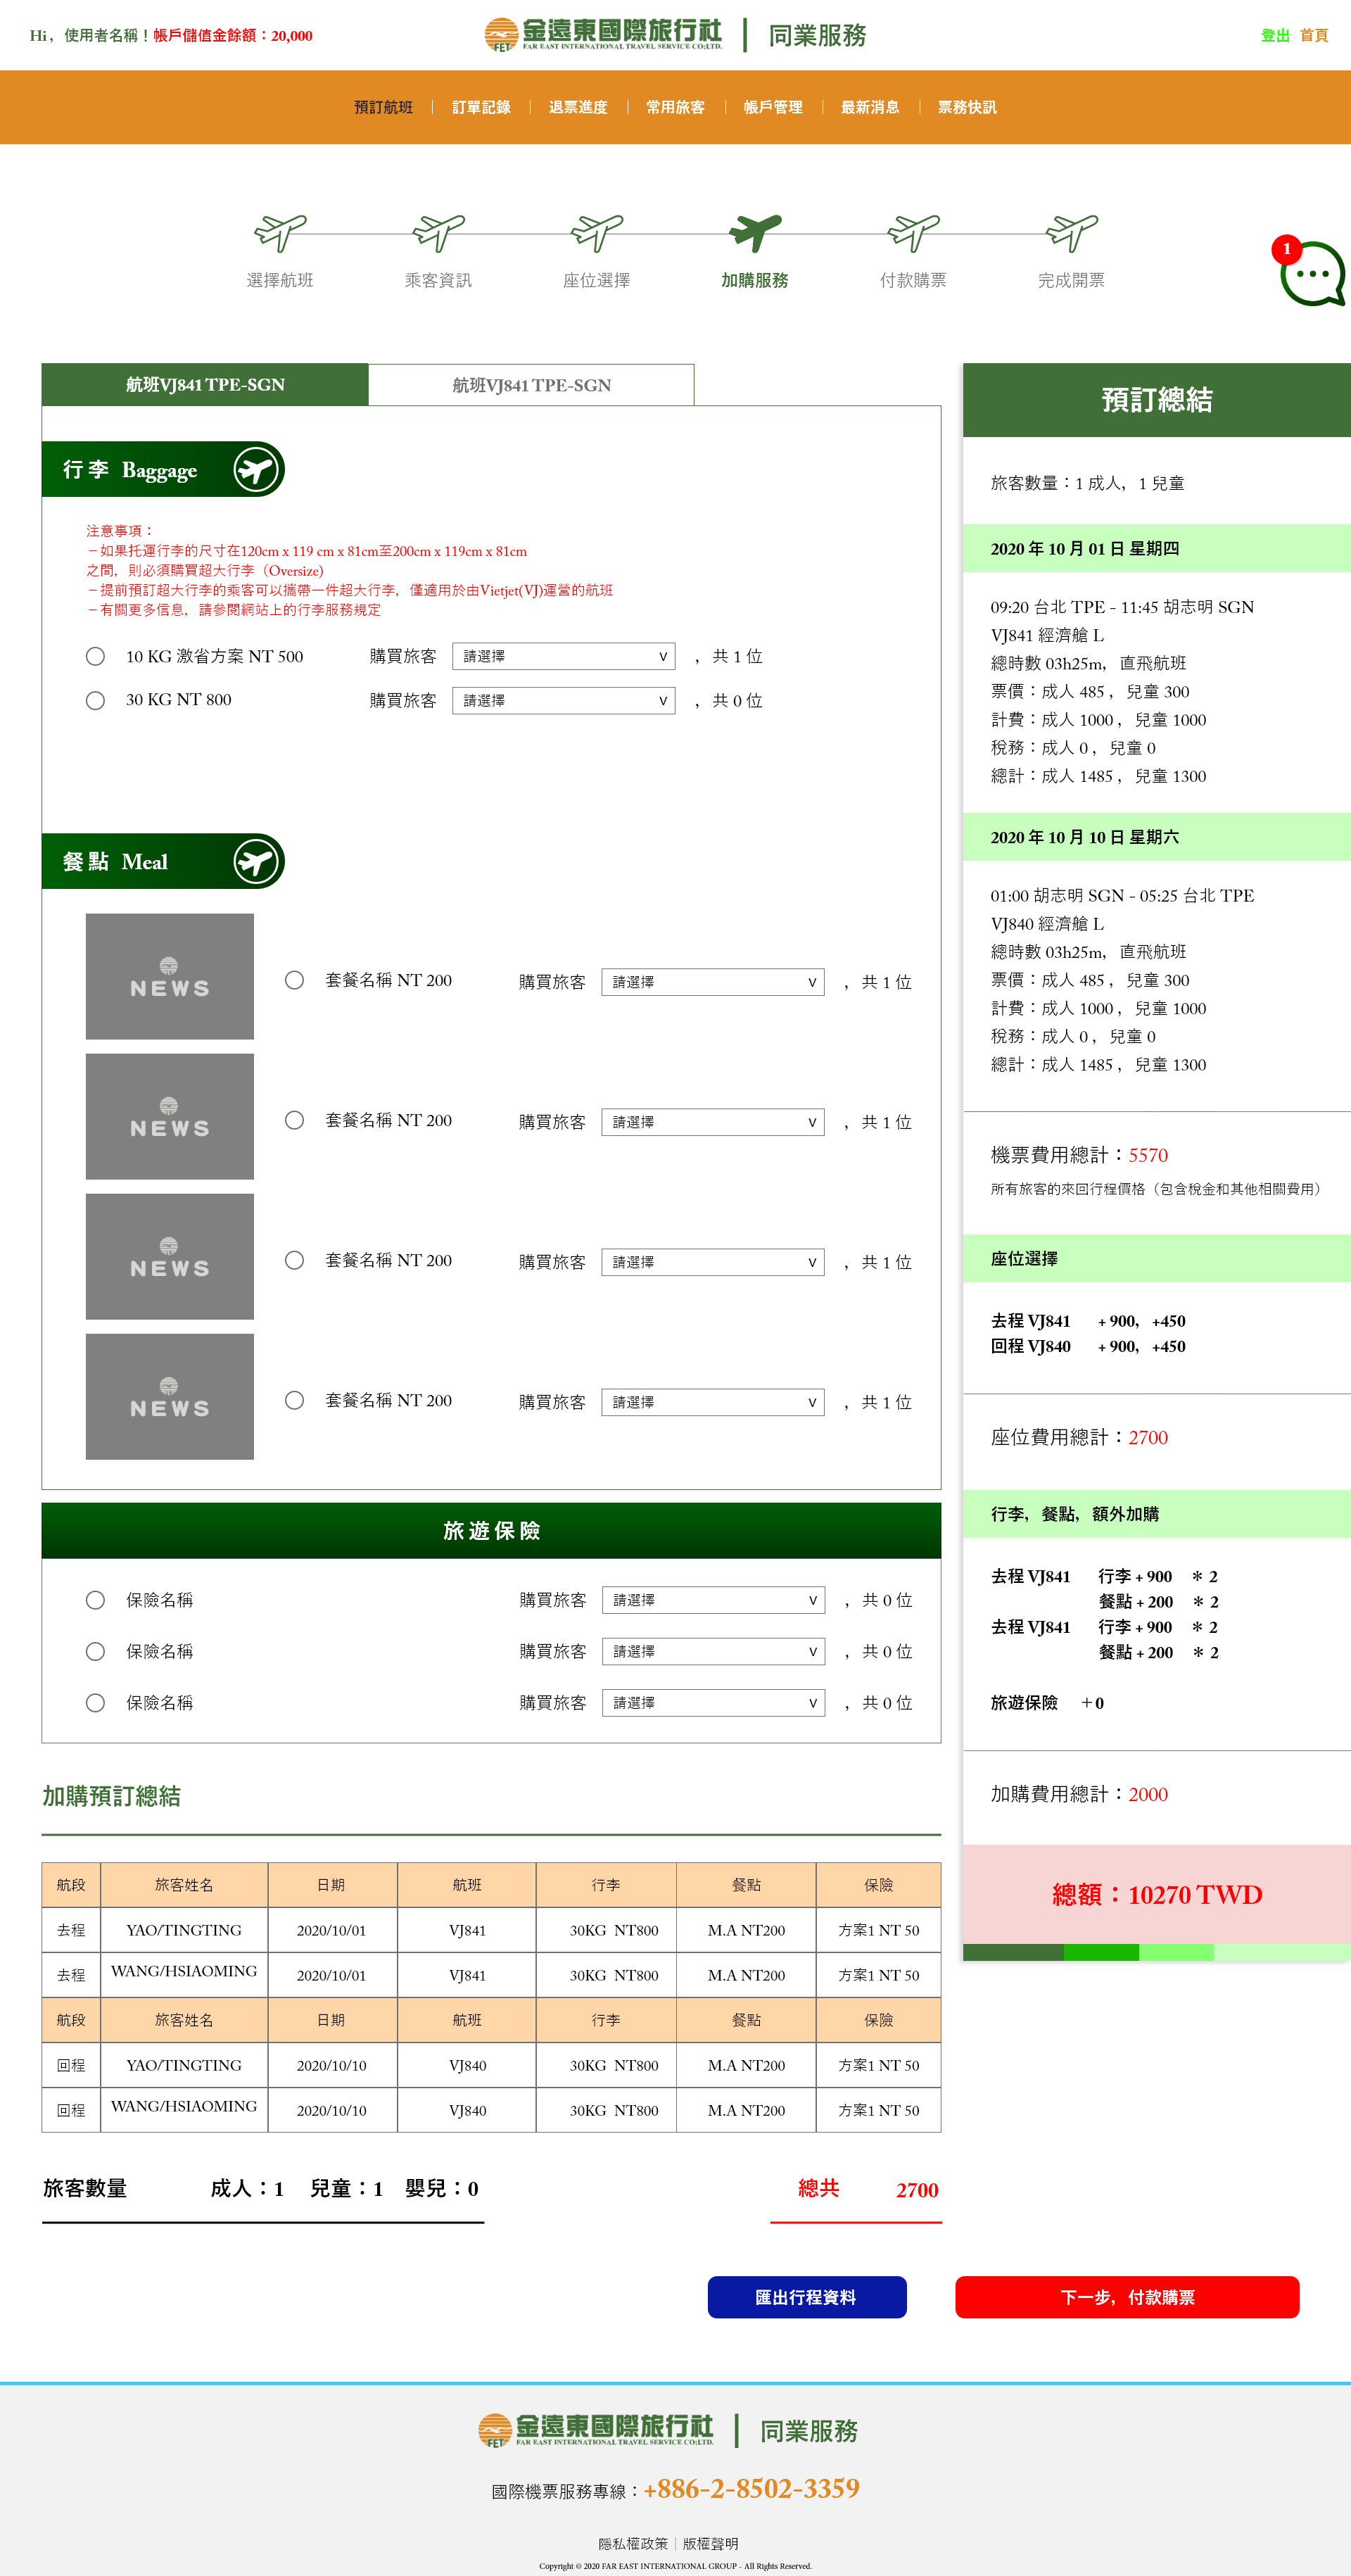 Hi，使用者名稱！帳戶儲值金餘額：20,000
金遠東國際旅行社
FET
FAR EAST INTERNATIONAL TRAVEL SERVICE CO;LTD.
同業服務
登出 首頁
預訂航班 訂單記錄 退票進度 常用旅客 帳戶管理 最新消息 票務快訊
選擇航班 乘客資訊 座位選擇 加購服務 付款購票 完成開票
1
航班VJ841 TPE-SGN 航班VJ841 TPE-SGN
行李 Baggage
注意事項：
－如果托運行李的尺寸在120cm x 119 cm x 81cm至200cm x 119cm x 81cm
之間，則必須購買超大行李（Oversize)
－提前預訂超大行李的乘客可以攜帶一件超大行李，僅適用於由Vietjet(VJ)運營的航班
－有關更多信息，請參閱網站上的行李服務規定
10 KG 激省方案 NT 500 購買旅客 請選擇 V ，共 1 位
30 KG NT 800 購買旅客 請選擇 V ，共 0 位
餐點 Meal
NEWS
套餐名稱 NT 200 購買旅客 請選擇 V ，共 1 位
NEWS
套餐名稱 NT 200 購買旅客 請選擇 V ，共 1 位
NEWS
套餐名稱 NT 200 購買旅客 請選擇 V ，共 1 位
NEWS
套餐名稱 NT 200 購買旅客 請選擇 V ，共 1 位
旅遊保險
保險名稱 購買旅客 請選擇 V ，共 0 位
保險名稱 購買旅客 請選擇 V ，共 0 位
保險名稱 購買旅客 請選擇 V ，共 0 位
加購預訂總結
航段 旅客姓名 日期 航班 行李 餐點 保險
去程 YAO/TINGTING 2020/10/01 VJ841 30KG NT800 M.A NT200 方案1 NT 50
去程 WANG/HSIAOMING 2020/10/01 VJ841 30KG NT800 M.A NT200 方案1 NT 50
航段 旅客姓名 日期 航班 行李 餐點 保險
回程 YAO/TINGTING 2020/10/10 VJ840 30KG NT800 M.A NT200 方案1 NT 50
回程 WANG/HSIAOMING 2020/10/10 VJ840 30KG NT800 M.A NT200 方案1 NT 50
旅客數量 成人：1 兒童：1 嬰兒：0 總共 2700
預訂總結
旅客數量：1 成人，1 兒童
2020 年 10 月 01 日 星期四
09:20 台北 TPE - 11:45 胡志明 SGN
VJ841 經濟艙 L
總時數 03h25m，直飛航班
票價：成人 485 ，兒童 300
計費：成人 1000 ，兒童 1000
稅務：成人 0 ，兒童 0
總計：成人 1485 ，兒童 1300
2020 年 10 月 10 日 星期六
01:00 胡志明 SGN - 05:25 台北 TPE
VJ840 經濟艙 L
總時數 03h25m，直飛航班
票價：成人 485 ，兒童 300
計費：成人 1000 ，兒童 1000
稅務：成人 0 ，兒童 0
總計：成人 1485 ，兒童 1300
機票費用總計：5570
所有旅客的來回行程價格（包含稅金和其他相關費用）
座位選擇
去程 VJ841 + 900，+450
回程 VJ840 + 900，+450
座位費用總計：2700
行李，餐點，額外加購
去程 VJ841 行李 + 900 ＊ 2
餐點 + 200 ＊ 2
去程 VJ841 行李 + 900 ＊ 2
餐點 + 200 ＊ 2
旅遊保險 ＋0
加購費用總計：2000
總額：10270 TWD
匯出行程資料 下一步，付款購票
金遠東國際旅行社
FET
FAR EAST INTERNATIONAL TRAVEL SERVICE CO;LTD.
同業服務
國際機票服務專線：+886-2-8502-3359
隱私權政策｜版權聲明
Copyright © 2020 FAR EAST INTERNATIONAL GROUP - All Rights Reserved.